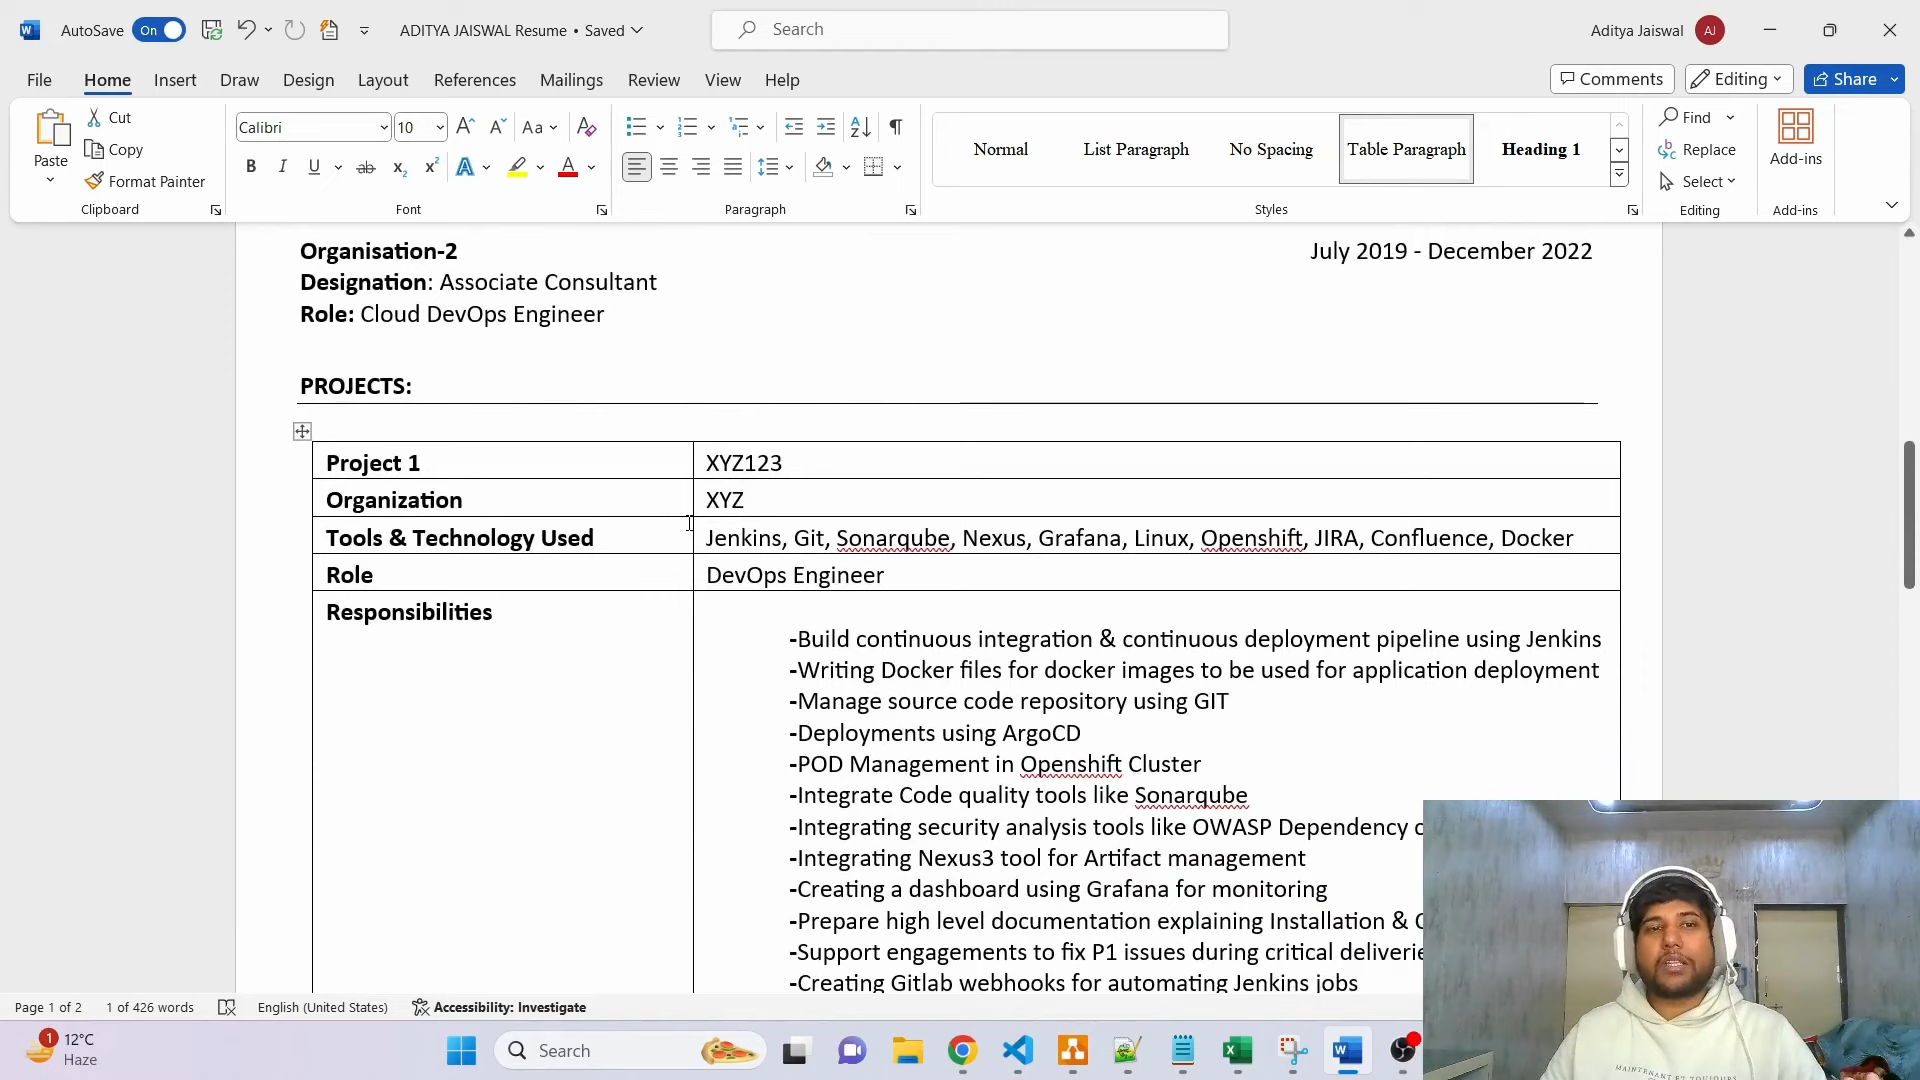 AutoSave On ADITYA JAISWAL Resume • Saved Search Aditya Jaiswal AJ
File Home Insert Draw Design Layout References Mailings Review View Help Comments Editing Share
Paste Cut Copy Format Painter Clipboard
Calibri 10 Aa Font
Paragraph
Normal List Paragraph No Spacing Table Paragraph Heading 1 Styles
Find Replace Select Editing
Add-ins Add-ins
Organisation-2 July 2019 - December 2022
Designation: Associate Consultant
Role: Cloud DevOps Engineer
PROJECTS:
Project 1 XYZ123
Organization XYZ
Tools & Technology Used Jenkins, Git, Sonarqube, Nexus, Grafana, Linux, Openshift, JIRA, Confluence, Docker
Role DevOps Engineer
Responsibilities
-Build continuous integration & continuous deployment pipeline using Jenkins
-Writing Docker files for docker images to be used for application deployment
-Manage source code repository using GIT
-Deployments using ArgoCD
-POD Management in Openshift Cluster
-Integrate Code quality tools like Sonarqube
-Integrating security analysis tools like OWASP Dependency
-Integrating Nexus3 tool for Artifact management
-Creating a dashboard using Grafana for monitoring
-Prepare high level documentation explaining Installation &
-Support engagements to fix P1 issues during critical
-Creating Gitlab webhooks for automating Jenkins jobs
Page 1 of 2 1 of 426 words English (United States) Accessibility: Investigate
1 12°C
Haze
Search
MAINTENANT ET TOUJOURS